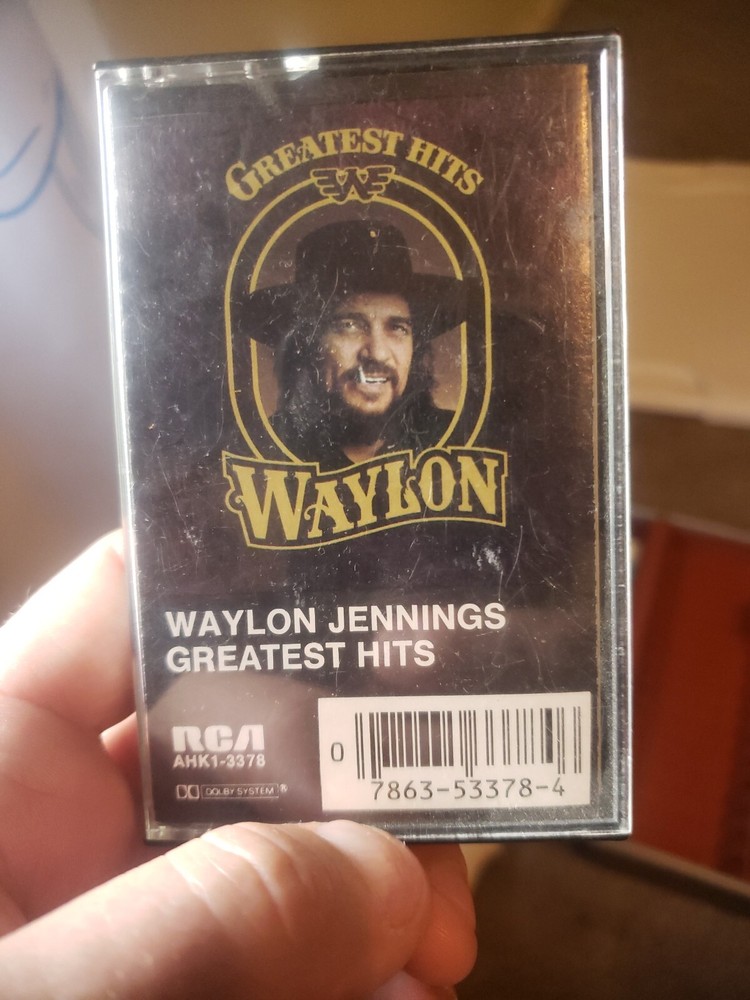 GREATEST HITS
W
WAYLON
WAYLON JENNINGS
GREATEST HITS
RCA
AHK1-3378
DOLBY SYSTEM®
0
7863-53378-4